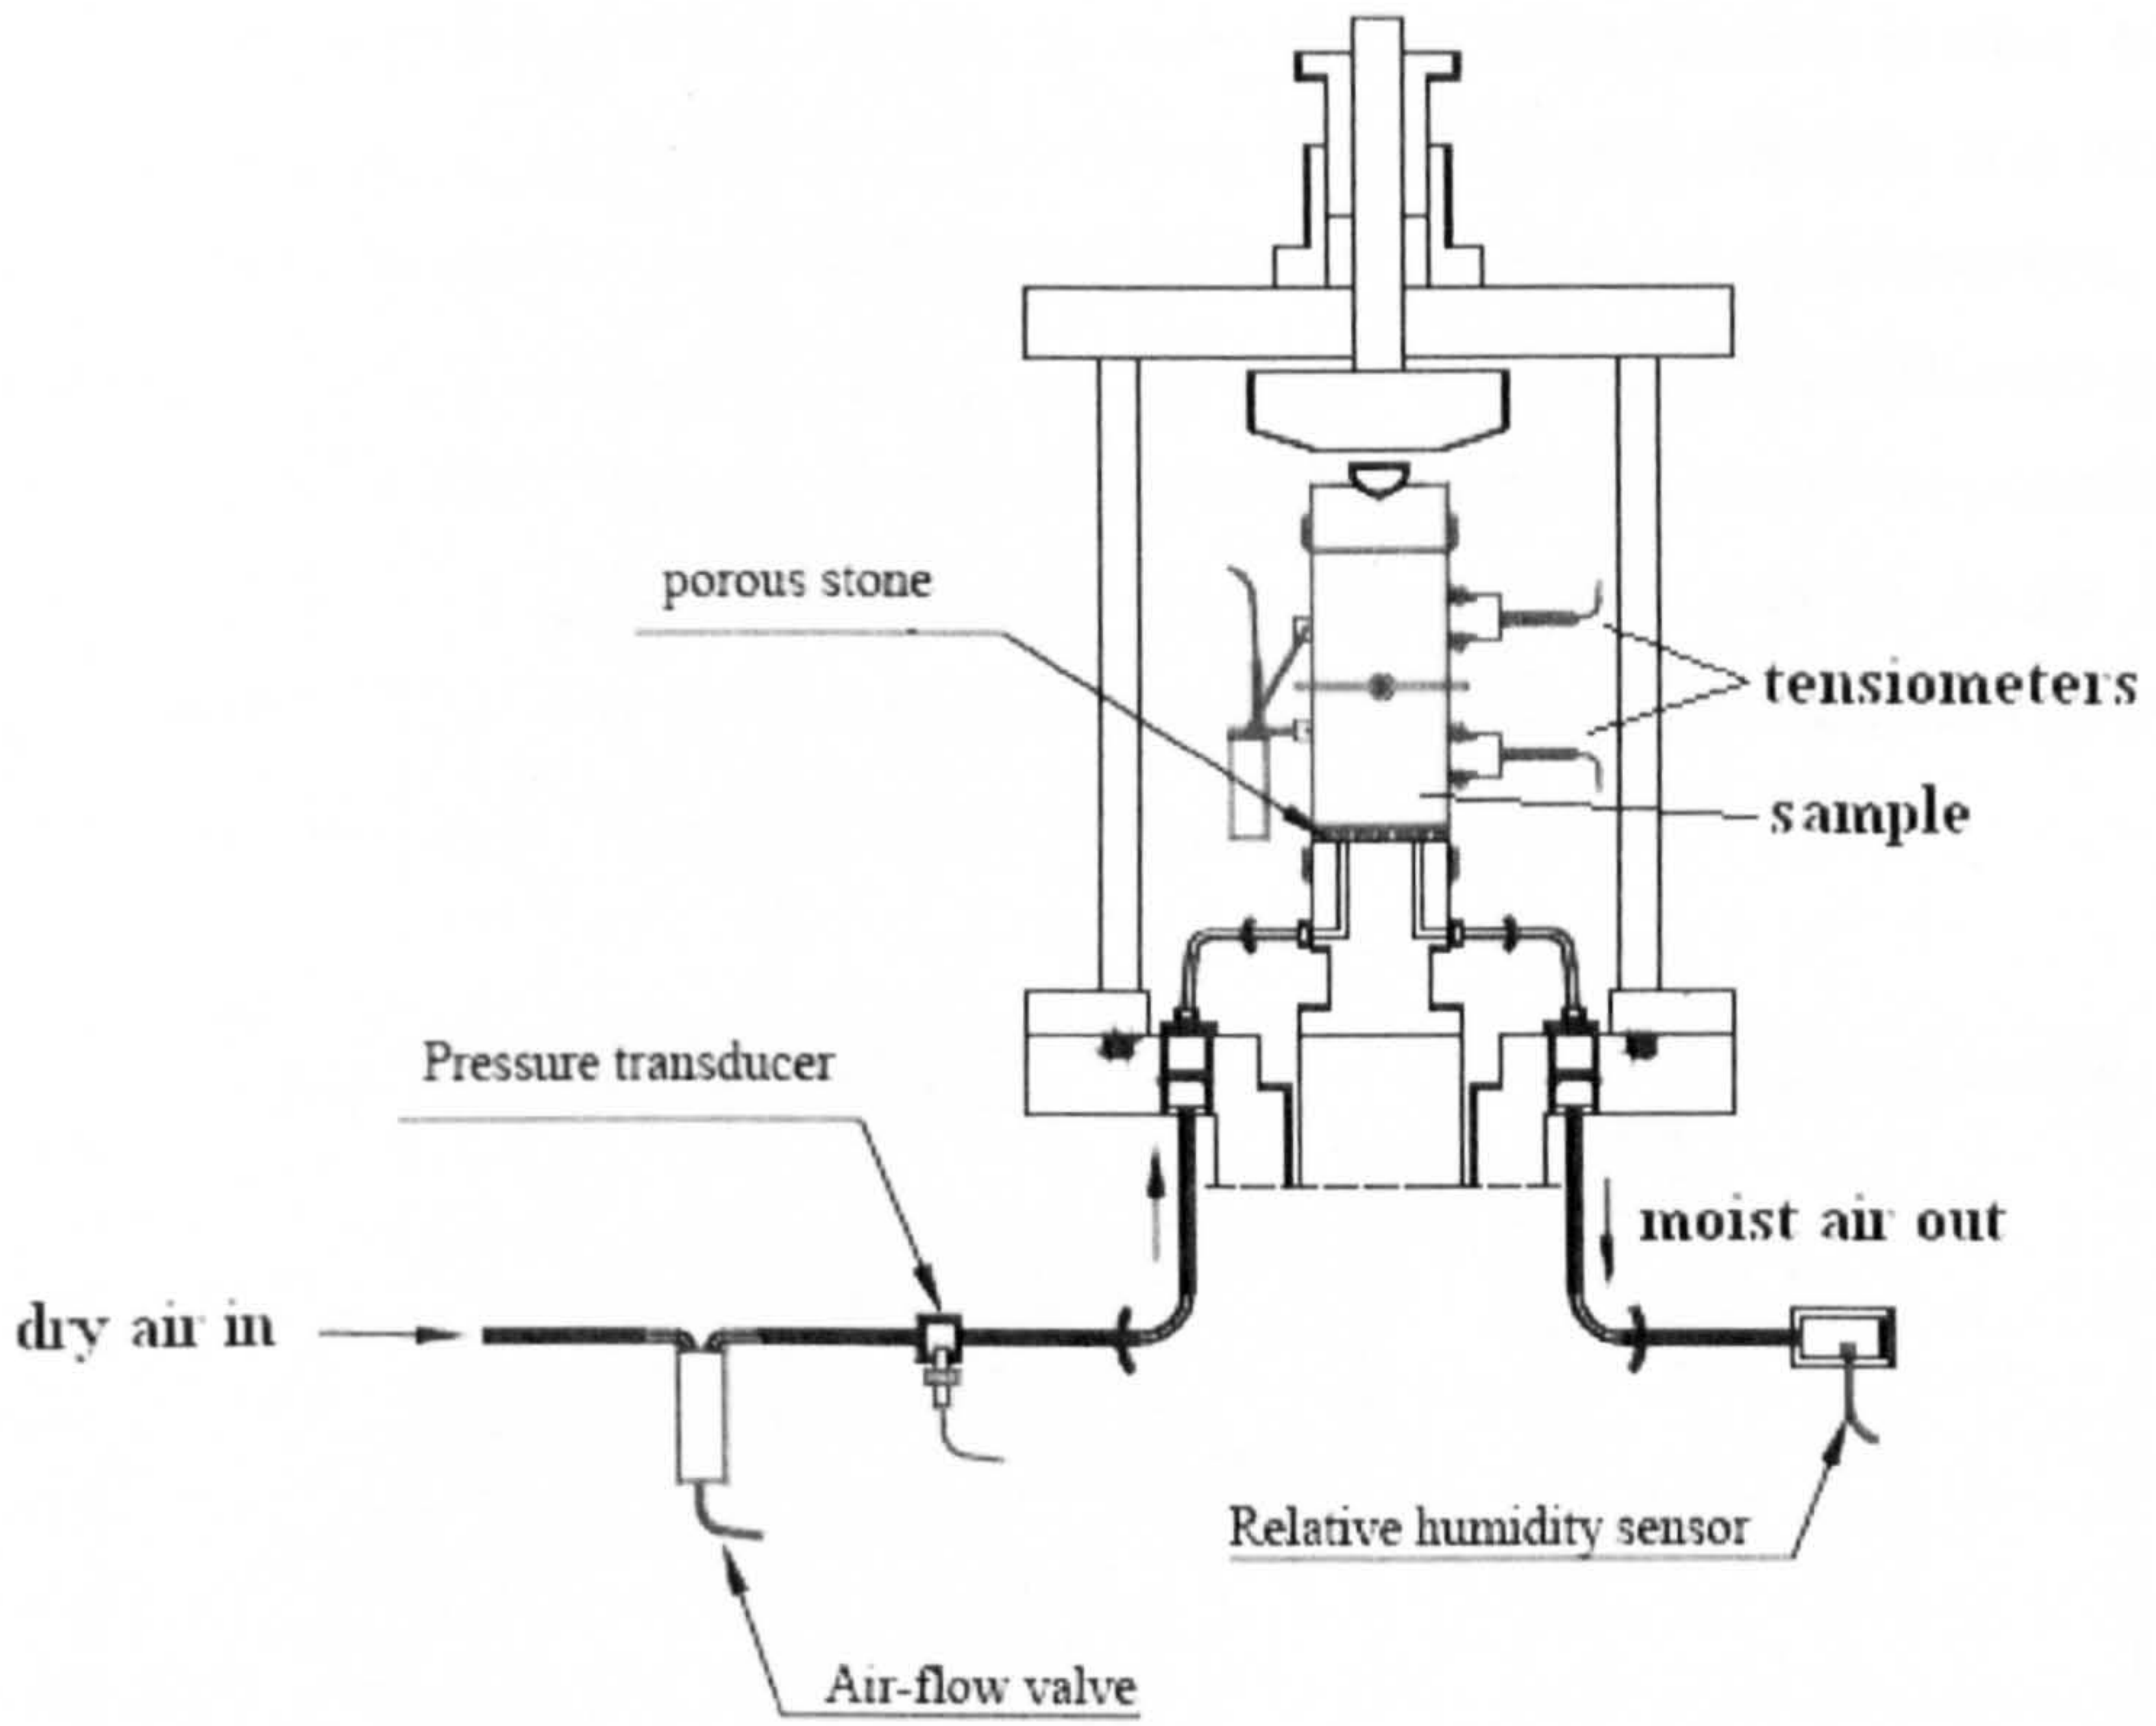 porous stone
tensiometers
sample
Pressure transducer
moist air out
dry air in
Relative humidity sensor
Air-flow valve